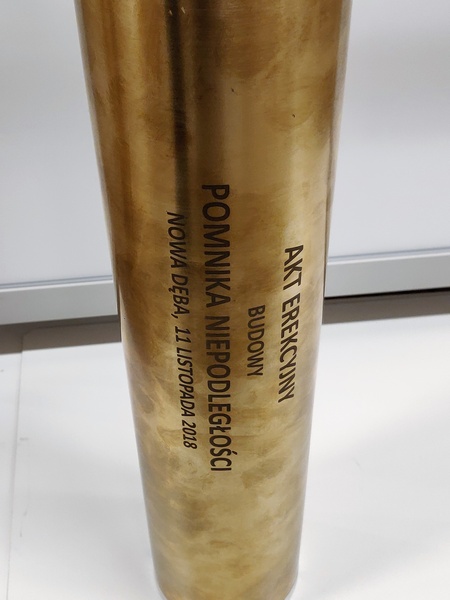 AKT EREKCYJNY
BUDOWY
POMNIKA NIEPODLEGŁOŚCI
NOWA DĘBA, 11 LISTOPADA 2018